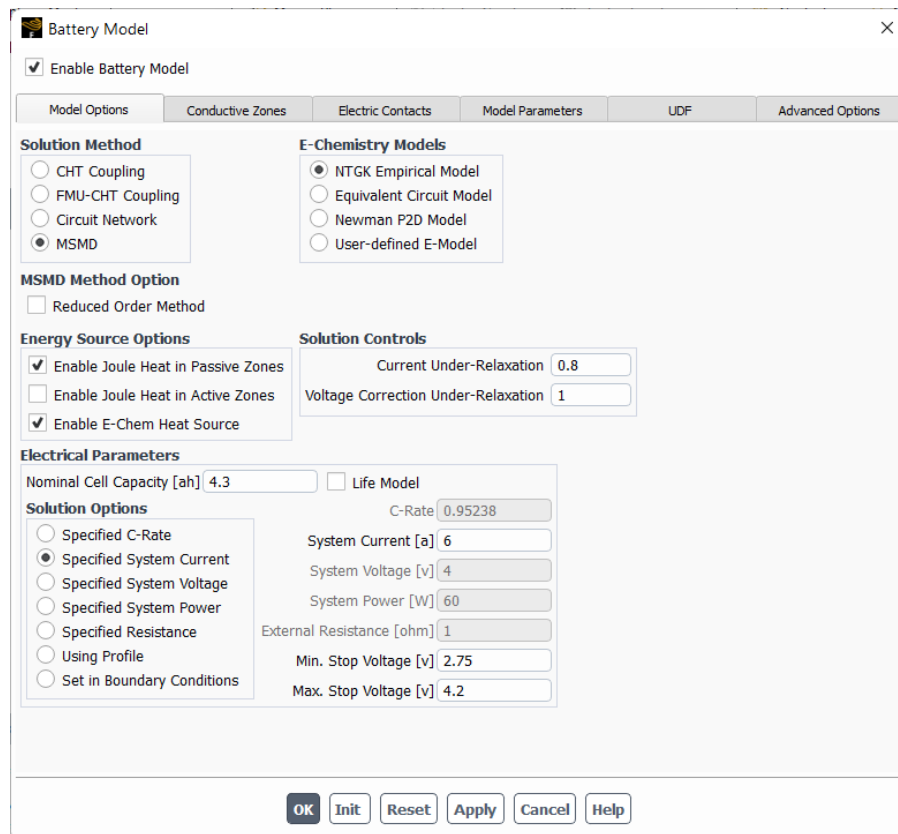 Battery Model
Enable Battery Model
Model Options Conductive Zones Electric Contacts Model Parameters UDF Advanced Options
Solution Method
CHT Coupling
FMU-CHT Coupling
Circuit Network
MSMD
E-Chemistry Models
NTGK Empirical Model
Equivalent Circuit Model
Newman P2D Model
User-defined E-Model
MSMD Method Option
Reduced Order Method
Energy Source Options
Enable Joule Heat in Passive Zones
Enable Joule Heat in Active Zones
Enable E-Chem Heat Source
Solution Controls
Current Under-Relaxation 0.8
Voltage Correction Under-Relaxation 1
Electrical Parameters
Nominal Cell Capacity [ah] 4.3 Life Model
Solution Options
Specified C-Rate
Specified System Current
Specified System Voltage
Specified System Power
Specified Resistance
Using Profile
Set in Boundary Conditions
C-Rate 0.95238
System Current [a] 6
System Voltage [v] 4
System Power [W] 60
External Resistance [ohm] 1
Min. Stop Voltage [v] 2.75
Max. Stop Voltage [v] 4.2
OK Init Reset Apply Cancel Help